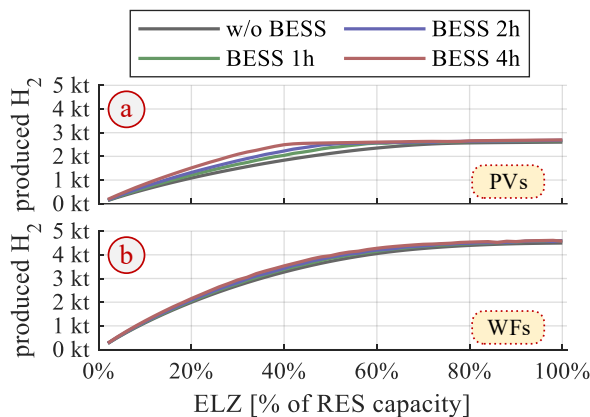 w/o BESS BESS 2h
BESS 1h BESS 4h
produced H2
5 kt
4 kt
3 kt
2 kt
1 kt
0 kt
a
PVs
produced H2
5 kt
4 kt
3 kt
2 kt
1 kt
0 kt
b
WFs
0% 20% 40% 60% 80% 100%
ELZ [% of RES capacity]